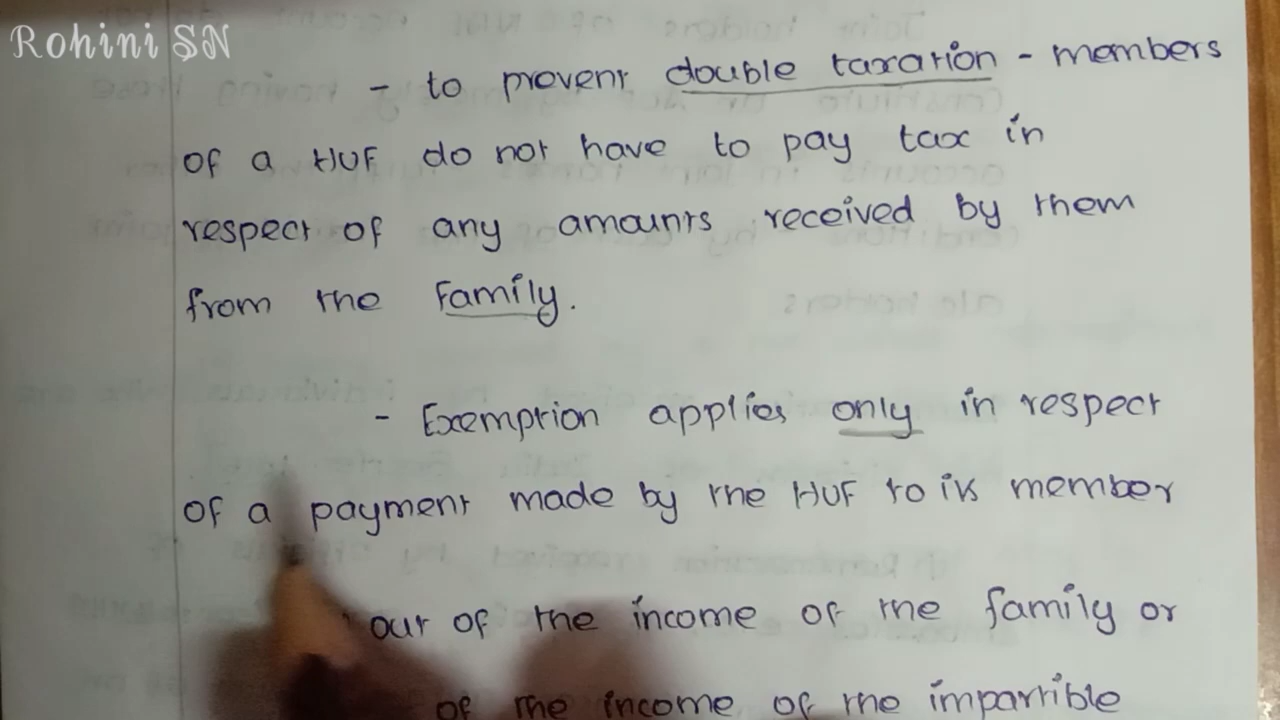 Rohini SN
- to prevent double taxation - members
of a HUF do not have to pay tax in
respect of any amounts received by them
from the family.
- Exemption applies only in respect
of a payment made by the HUF to its member
out of the income of the family or
of the income of the impartible